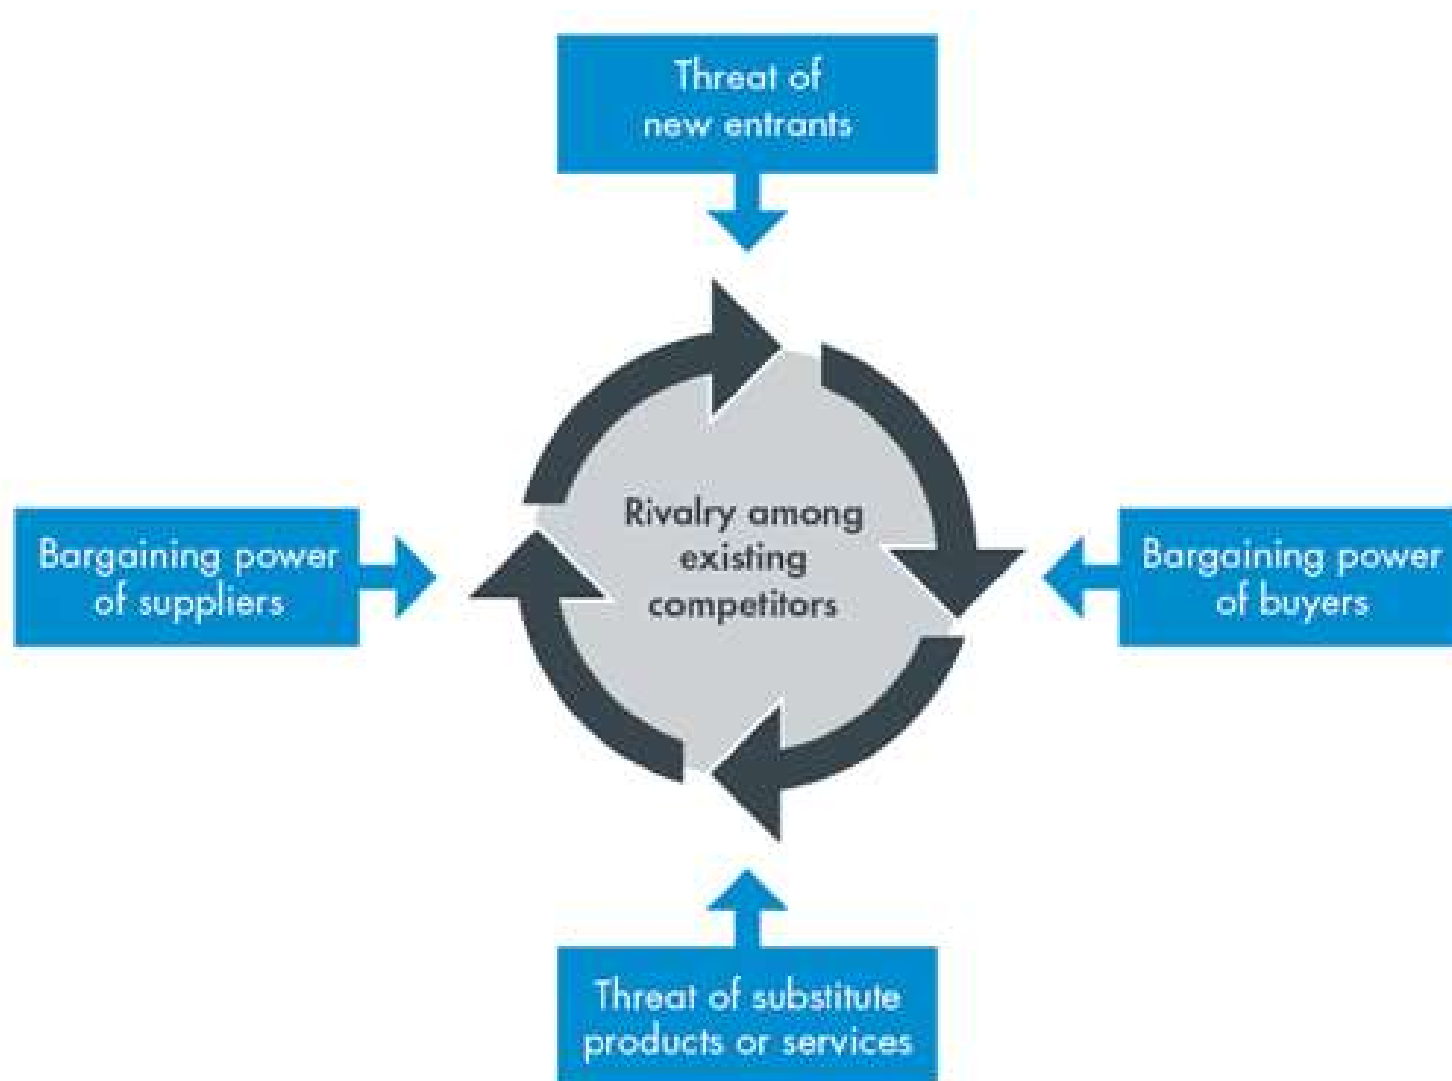 Threat of
new entrants
Bargaining power
of suppliers
Rivalry among
existing
competitors
Bargaining power
of buyers
Threat of substitute
products or services